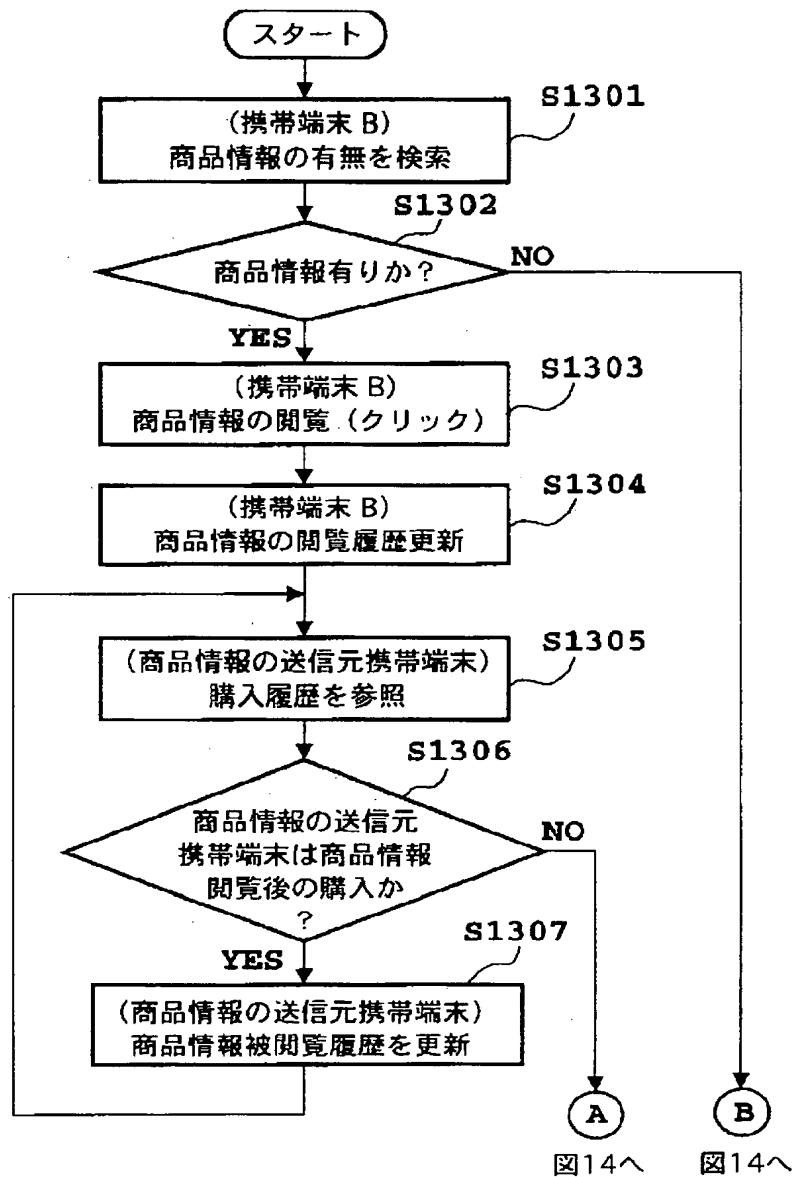 スタート
S1301
(携帯端末 B)
商品情報の有無を検索
S1302
商品情報有りか?
NO
YES
S1303
(携帯端末 B)
商品情報の閲覧(クリック)
S1304
(携帯端末 B)
商品情報の閲覧履歴更新
S1305
(商品情報の送信元携帯端末)
購入履歴を参照
S1306
商品情報の送信元
携帯端末は商品情報
閲覧後の購入か
?
NO
YES
S1307
(商品情報の送信元携帯端末)
商品情報被閲覧履歴を更新
A
B
図14へ
図14へ